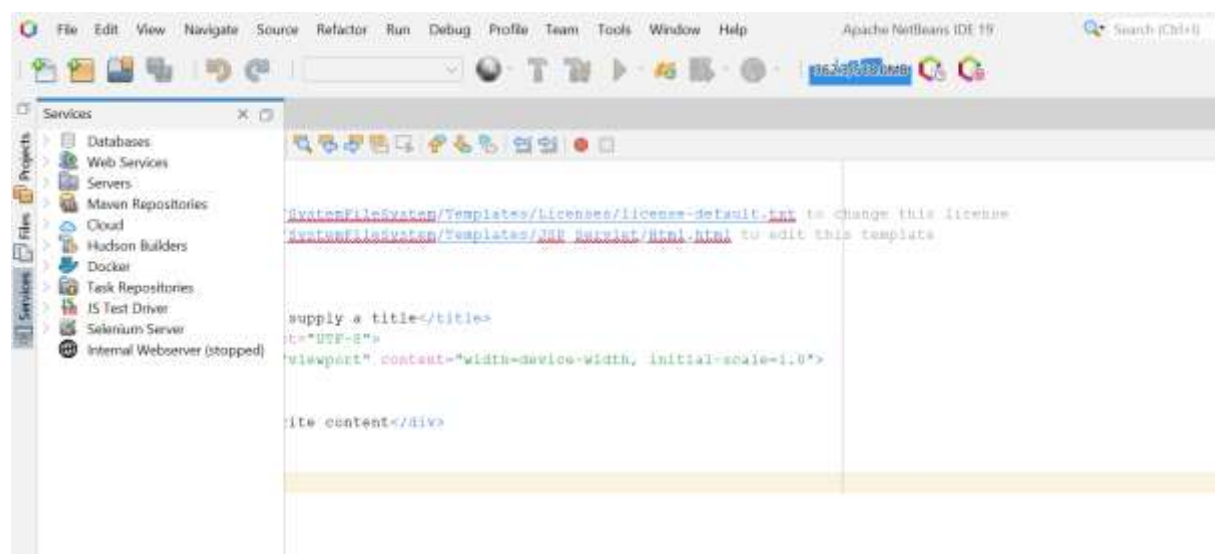 File Edit View Navigate Source Refactor Run Debug Profile Team Tools Window Help Apache NetBeans IDE 19 Search (Ctrl+I)
Services
Projects
Files
Services
Databases
Web Services
Servers
Maven Repositories
Cloud
Hudson Builders
Docker
Task Repositories
JS Test Driver
Selenium Server
Internal Webserver (stopped)
SystemFileSystem/Templates/Licenses/license-default.txt to change this license
SystemFileSystem/Templates/JSP_Servlet/Html.html to edit this template
supply a title</title>
t="UTF-8">
"viewport" content="width=device-width, initial-scale=1.0">
ite content</div>